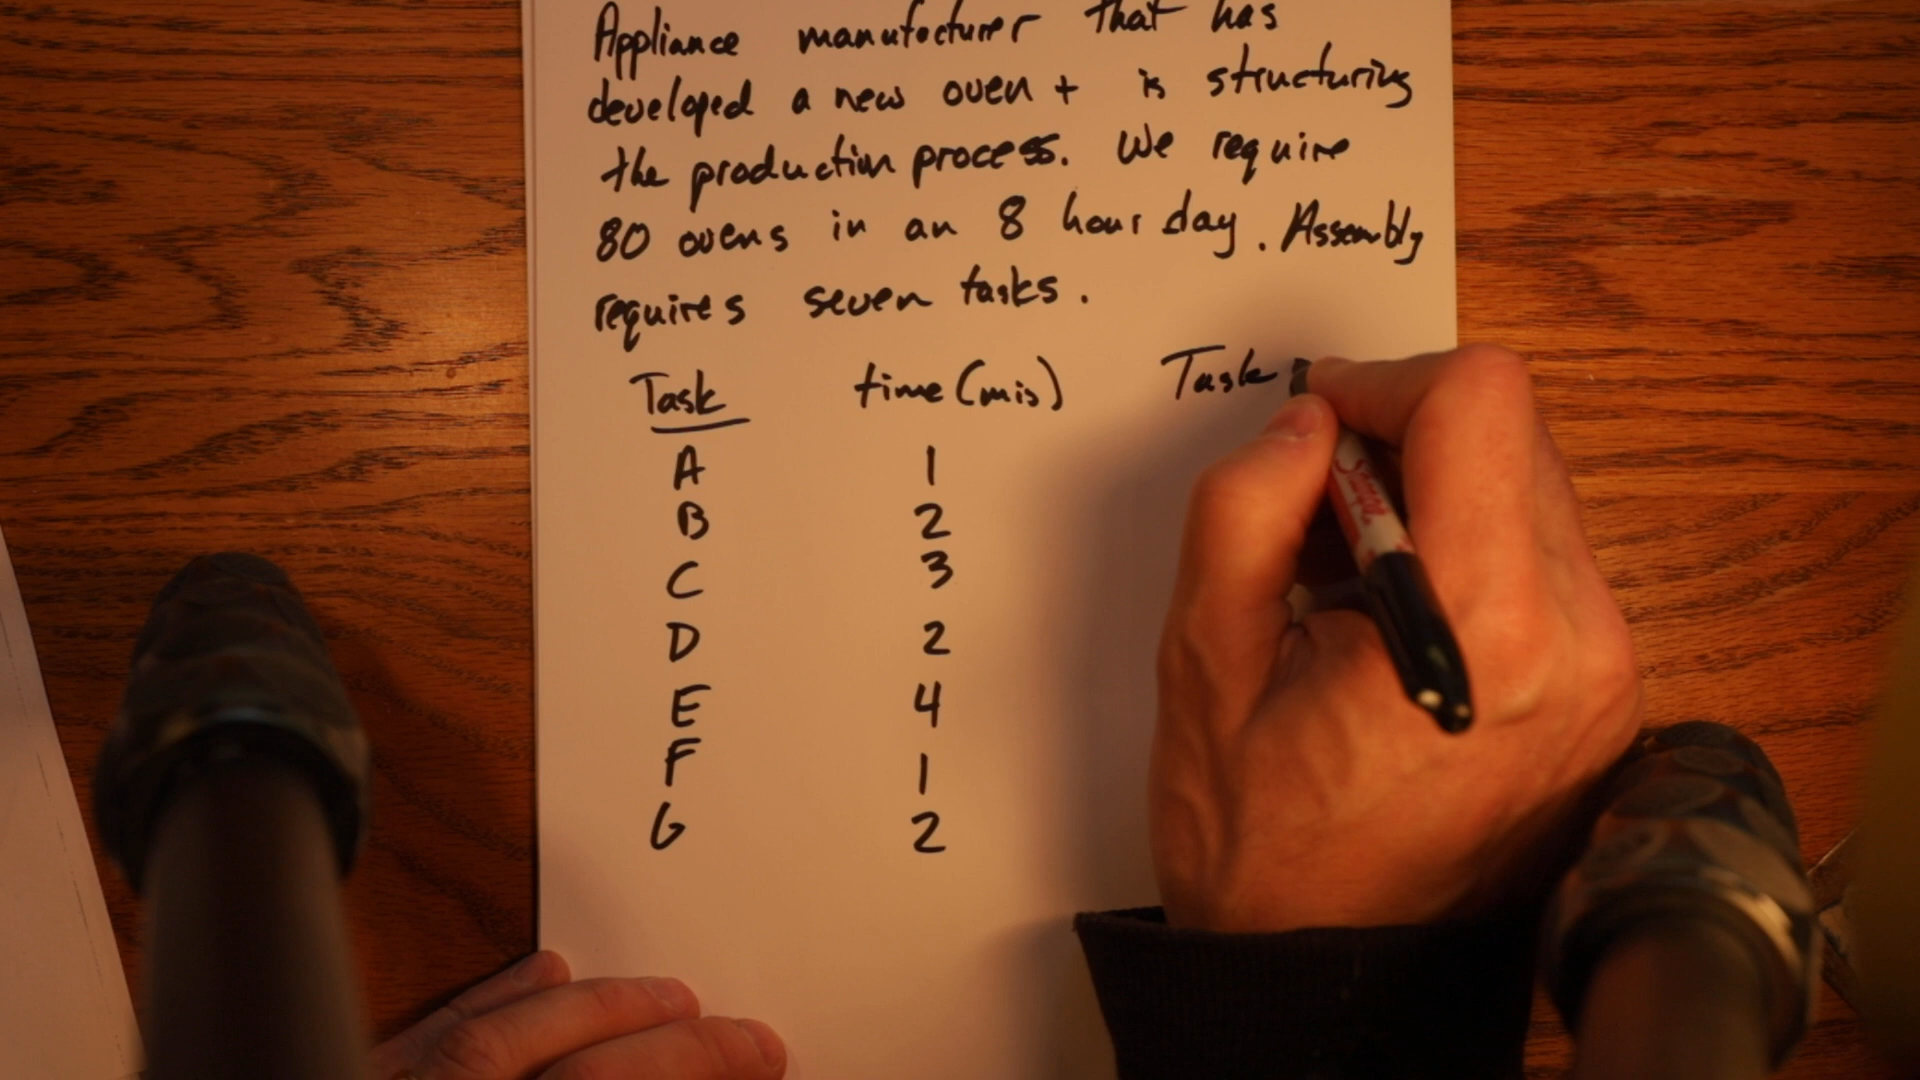 Appliance manufacturer that has
developed a new oven + is structuring
the production process. We require
80 ovens in an 8 hour day. Assembly
requires seven tasks.
Task time (min) Task
A 1
B 2
C 3
D 2
E 4
F 1
G 2